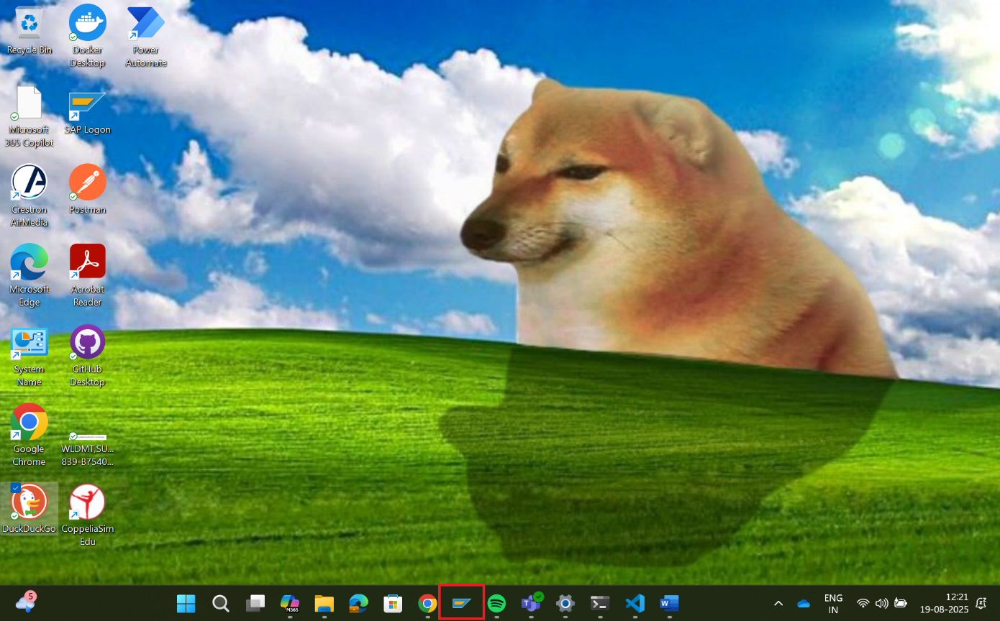 Recycle Bin
Docker
Desktop
Power
Automate
Microsoft
365 Copilot
SAP Logon
Crestron
AirMedia
Postman
Microsoft
Edge
Acrobat
Reader
System
Name
GitHub
Desktop
Google
Chrome
WLDMT,SU...
839-B7540...
DuckDuckGo
CoppeliaSim
Edu
5
M365
T
W
ENG
IN
12:21
19-08-2025